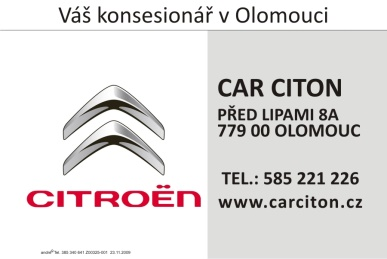 Váš konsesionář v Olomouci
CAR CITON
PŘED LIPAMI 8A
779 00 OLOMOUC
TEL.: 585 221 226
www.carciton.cz
CITROËN